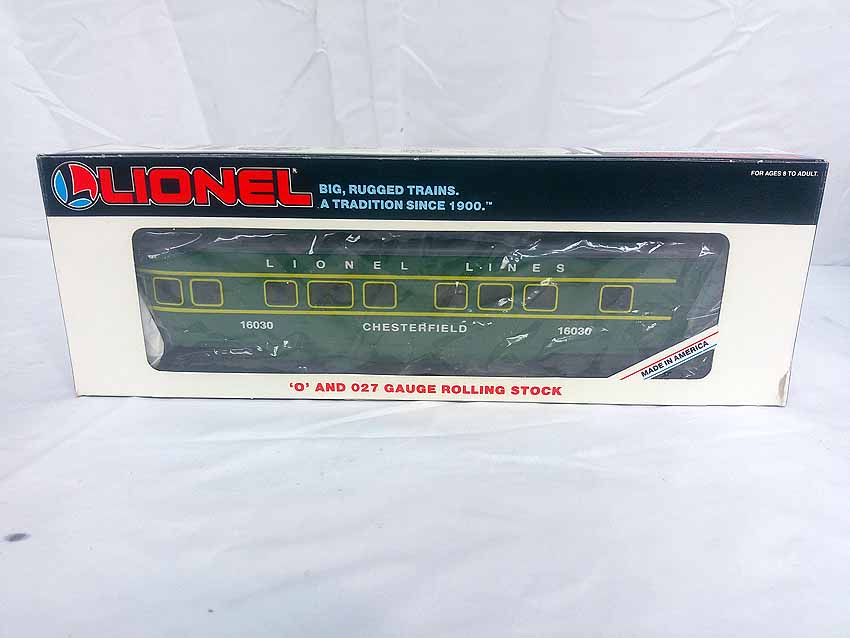 LIONEL
BIG, RUGGED TRAINS.
A TRADITION SINCE 1900.™
FOR AGES 8 TO ADULT.
LIONEL LINES
16030 CHESTERFIELD 16030
MADE IN AMERICA
'O' AND 027 GAUGE ROLLING STOCK